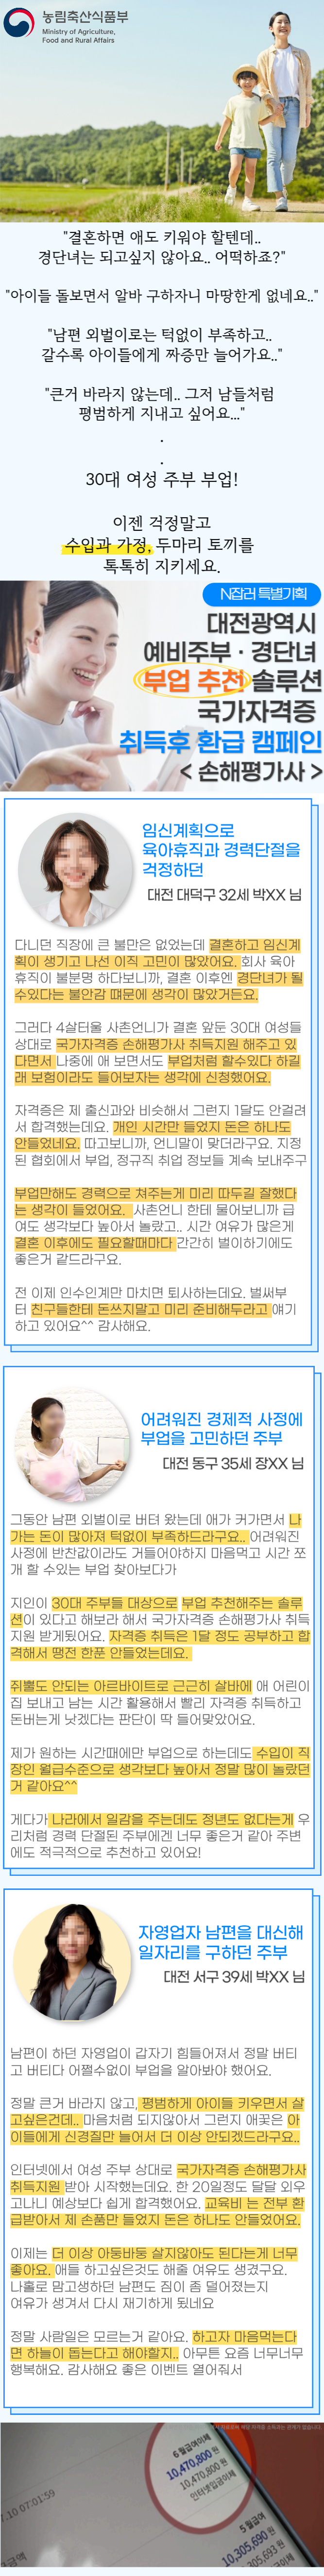 농림축산식품부
Ministry of Agriculture,
Food and Rural Affairs
"결혼하면 애도 키워야 할텐데..
경단녀는 되고싶지 않아요.. 어떡하죠?"
"아이들 돌보면서 알바 구하자니 마땅한게 없네요.."
"남편 외벌이로는 턱없이 부족하고..
갈수록 아이들에게 짜증만 늘어가요.."
"큰거 바라지 않는데.. 그저 남들처럼
평범하게 지내고 싶어요..."
.
.
30대 여성 주부 부업!
이젠 걱정말고
수입과 가정, 두마리 토끼를
톡톡히 지키세요.
N잡러 특별기획
대전광역시
예비주부 · 경단녀
부업 추천 솔루션
국가자격증
취득후 환급 캠페인
< 손해평가사 >
임신계획으로
육아휴직과 경력단절을
걱정하던
대전 대덕구 32세 박XX 님
다니던 직장에 큰 불만은 없었는데 결혼하고 임신계
획이 생기고 나선 이직 고민이 많았어요. 회사 육아
휴직이 불분명 하다보니까, 결혼 이후엔 경단녀가 될
수있다는 불안감 떄문에 생각이 많았거든요.
그러다 4살터울 사촌언니가 결혼 앞둔 30대 여성들
상대로 국가자격증 손해평가사 취득지원 해주고 있
다면서 나중에 애 보면서도 부업처럼 할수있다 하길
래 보험이라도 들어보자는 생각에 신청했어요.
자격증은 제 출신과와 비슷해서 그런지 1달도 안걸려
서 합격했는데요. 개인 시간만 들었지 돈은 하나도
안들었네요. 따고보니까, 언니말이 맞더라구요. 지정
된 협회에서 부업, 정규직 취업 정보들 계속 보내주구
부업만해도 경력으로 쳐주는게 미리 따두길 잘했다
는 생각이 들었어요. 사촌언니 한테 물어보니까 급
여도 생각보다 높아서 놀랐고.. 시간 여유가 많은게
결혼 이후에도 필요할때마다 간간히 벌이하기에도
좋은거 같드라구요.
전 이제 인수인계만 마치면 퇴사하는데요. 벌써부
터 친구들한테 돈쓰지말고 미리 준비해두라고 얘기
하고 있어요^^ 감사해요.
어려워진 경제적 사정에
부업을 고민하던 주부
대전 동구 35세 장XX 님
그동안 남편 외벌이로 버텨 왔는데 애가 커가면서 나
가는 돈이 많아져 턱없이 부족하드라구요.. 어려워진
사정에 반찬값이라도 거들어야하지 마음먹고 시간 쪼
개 할 수있는 부업 찾아보다가
지인이 30대 주부들 대상으로 부업 추천해주는 솔루
션이 있다고 해보라 해서 국가자격증 손해평가사 취득
지원 받게됬어요. 자격증 취득은 1달 정도 공부하고 합
격해서 땡전 한푼 안들었는데요.
쥐뿔도 안되는 아르바이트로 근근히 살바에 애 어린이
집 보내고 남는 시간 활용해서 빨리 자격증 취득하고
돈버는게 낫겠다는 판단이 딱 들어맞았어요.
제가 원하는 시간때에만 부업으로 하는데도 수입이 직
장인 월급수준으로 생각보다 높아서 정말 많이 놀랐던
거 같아요^^
게다가 나라에서 일감을 주는데도 정년도 없다는게 우
리처럼 경력 단절된 주부에겐 너무 좋은거 같아 주변
에도 적극적으로 추천하고 있어요!
자영업자 남편을 대신해
일자리를 구하던 주부
대전 서구 39세 박XX 님
남편이 하던 자영업이 갑자기 힘들어져서 정말 버티
고 버티다 어쩔수없이 부업을 알아봐야 했어요.
정말 큰거 바라지 않고, 평범하게 아이들 키우면서 살
고싶은건데.. 마음처럼 되지않아서 그런지 애꿎은 아
이들에게 신경질만 늘어서 더 이상 안되겠드라구요..
인터넷에서 여성 주부 상대로 국가자격증 손해평가사
취득지원 받아 시작했는데요. 한 20일정도 달달 외우
고나니 예상보다 쉽게 합격했어요. 교육비 는 전부 환
급받아서 제 손품만 들었지 돈은 하나도 안들었어요.
이제는 더 이상 아둥바둥 살지않아도 된다는게 너무
좋아요. 애들 하고싶은것도 해줄 여유도 생겼구요.
나홀로 맘고생하던 남편도 짐이 좀 덜어졌는지
여유가 생겨서 다시 재기하게 됬네요
정말 사람일은 모르는거 같아요. 하고자 마음먹는다
면 하늘이 돕는다고 해야할지.. 아무튼 요즘 너무너무
행복해요. 감사해요 좋은 이벤트 열어줘서
7.10 07:01:59
6 월급여이체
10,470,800 원
10,470,800 원
인터넷입금이체
5 월급여
10,305,690 원